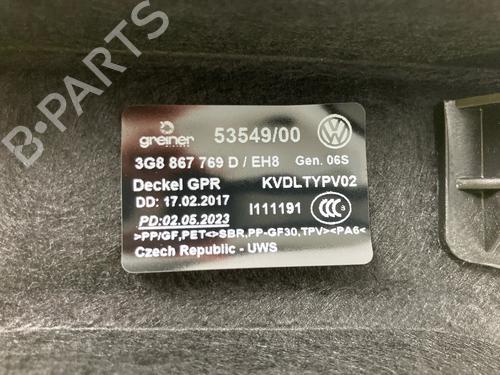 greiner 53549/00
3G8 867 769 D / EH8 Gen. 06S
Deckel GPR KVDLTYPV02
DD: 17.02.2017
PD:02.05.2023 I111191
>PP/GF,PET<>SBR,PP-GF30,TPV><PA6<
Czech Republic - UWS